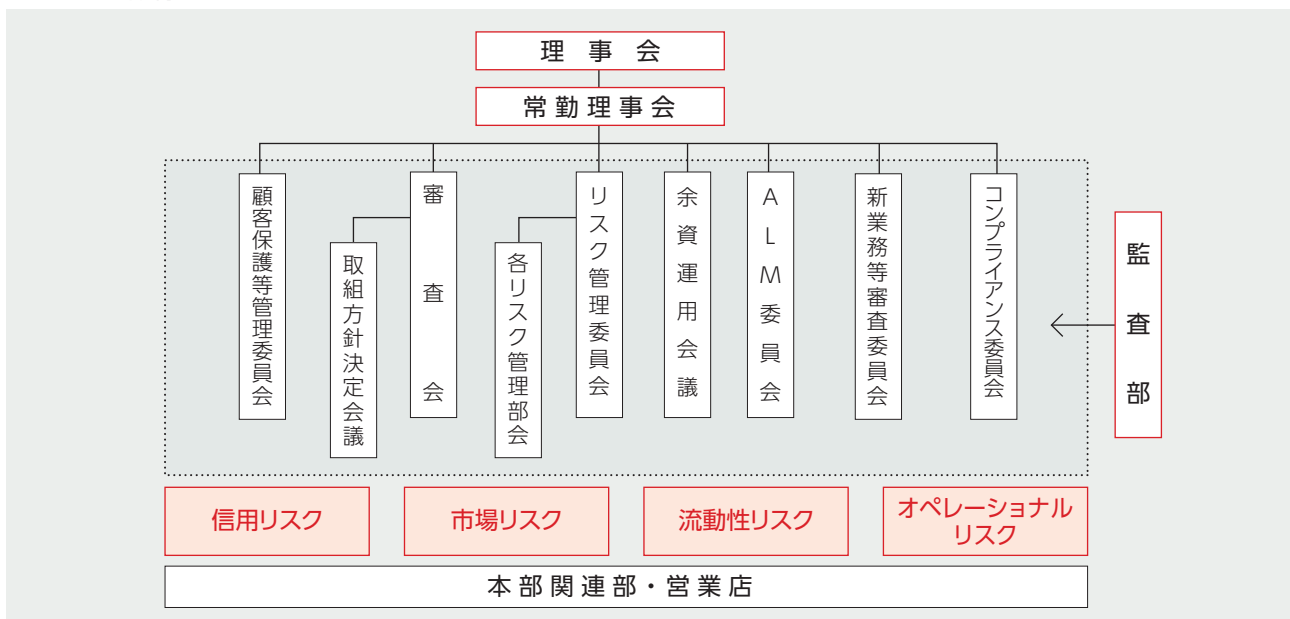 理事会
常勤理事会
顧客保護等管理委員会
取組方針決定会議
審査会
各リスク管理部会
リスク管理委員会
余資運用会議
ALM委員会
新業務等審査委員会
コンプライアンス委員会
監査部
信用リスク
市場リスク
流動性リスク
オペレーショナル
リスク
本部関連部・営業店